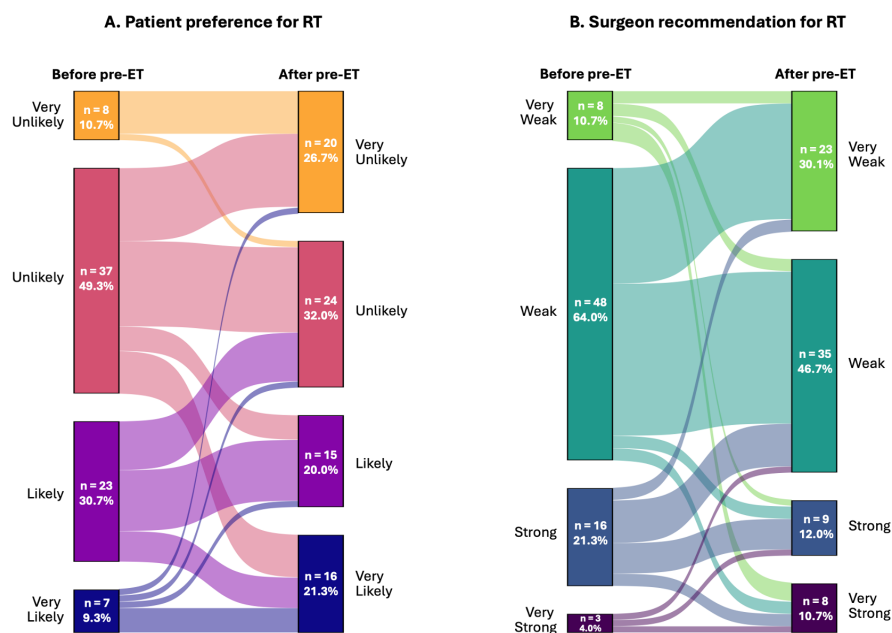 A. Patient preference for RT
Before pre-ET
After pre-ET
Very
Unlikely
n = 8
10.7%
n = 20
26.7%
Very
Unlikely
Unlikely
n = 37
49.3%
n = 24
32.0%
Unlikely
Likely
n = 23
30.7%
n = 15
20.0%
Likely
Very
Likely
n = 7
9.3%
n = 16
21.3%
Very
Likely
B. Surgeon recommendation for RT
Before pre-ET
After pre-ET
Very
Weak
n = 8
10.7%
n = 23
30.1%
Very
Weak
Weak
n = 48
64.0%
n = 35
46.7%
Weak
Strong
n = 16
21.3%
n = 9
12.0%
Strong
Very
Strong
n = 3
4.0%
n = 8
10.7%
Very
Strong